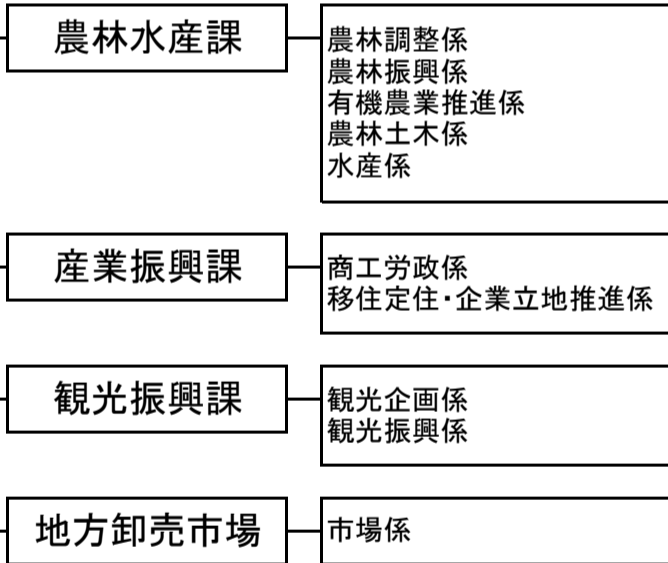 農林水産課
農林調整係
農林振興係
有機農業推進係
農林土木係
水産係
産業振興課
商工労政係
移住定住・企業立地推進係
観光振興課
観光企画係
観光振興係
地方卸売市場
市場係